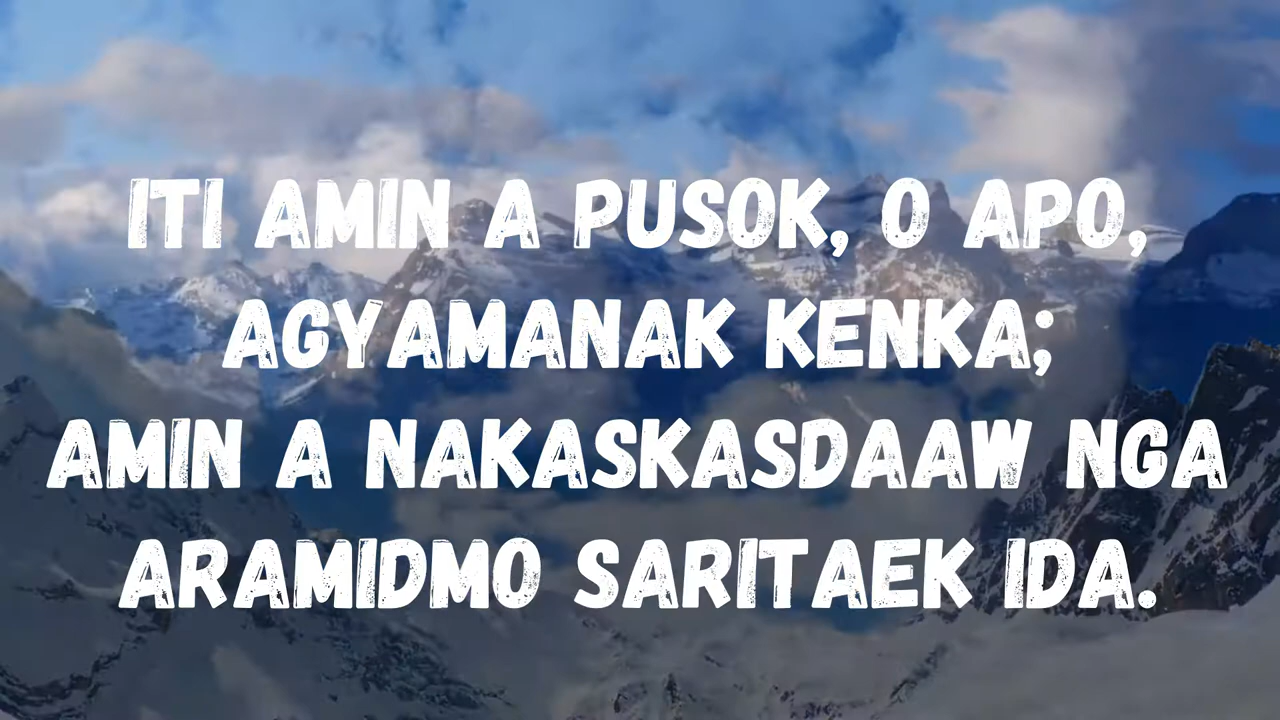 ITI AMIN A PUSOK, O APO,
AGYAMANAK KENKA;
AMIN A NAKASKASDAAW NGA
ARAMIDMO SARITAEK IDA.